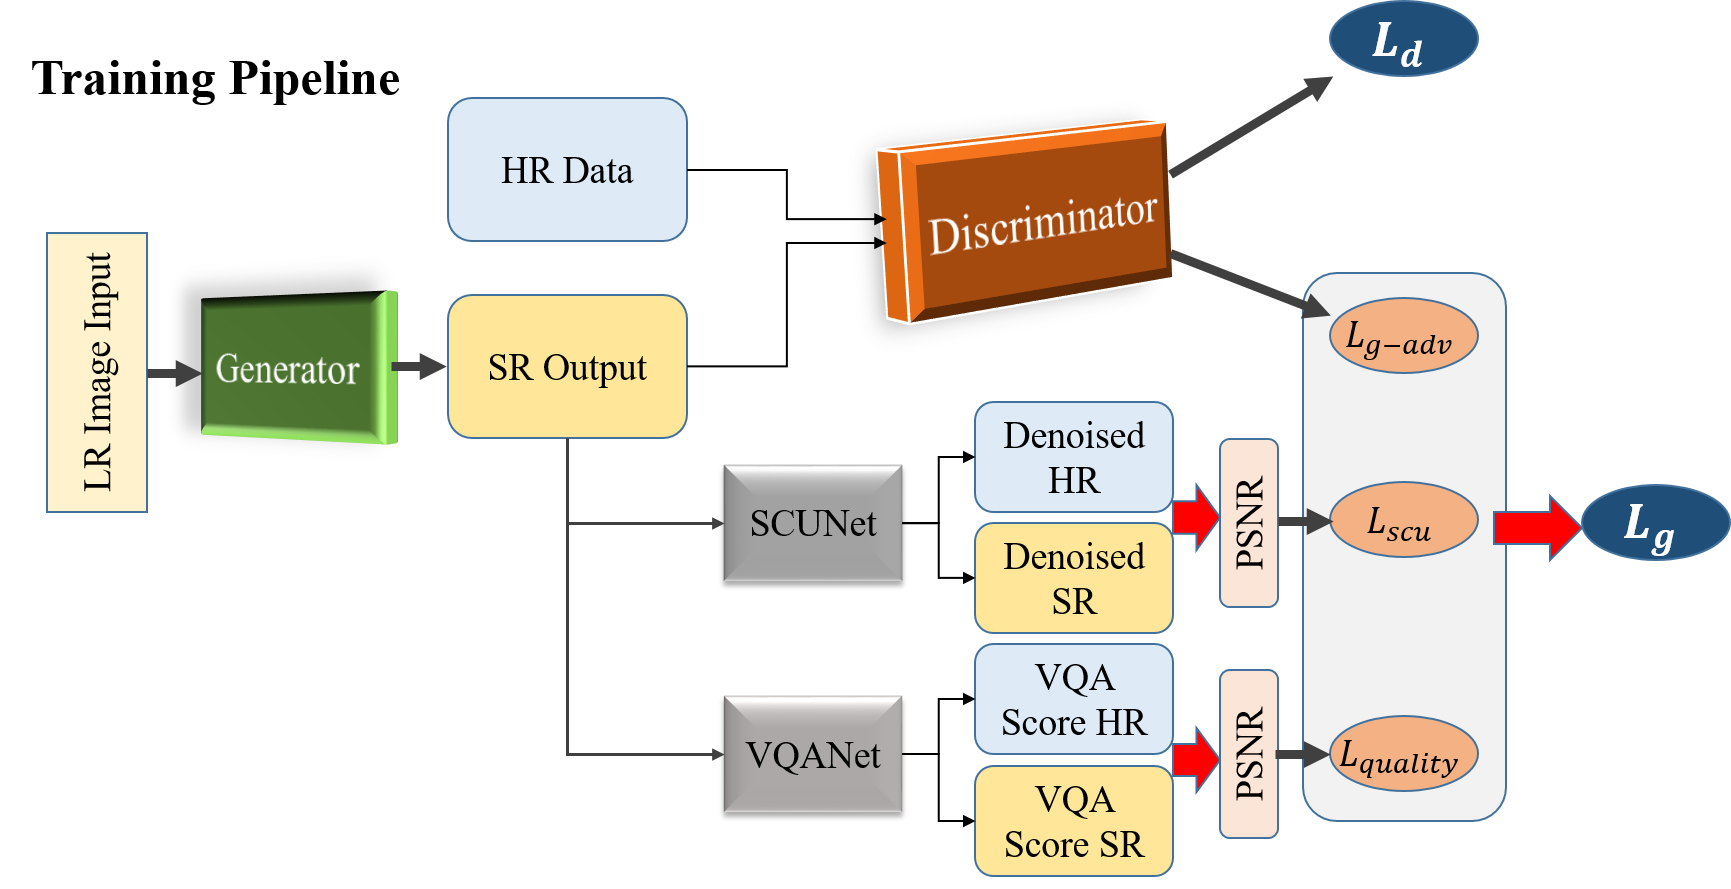 Training Pipeline
LR Image Input
Generator
HR Data
SR Output
Discriminator
L_d
L_{g-adv}
SCUNet
Denoised
HR
Denoised
SR
PSNR
L_{scu}
L_g
VQANet
VQA
Score HR
VQA
Score SR
PSNR
L_{quality}